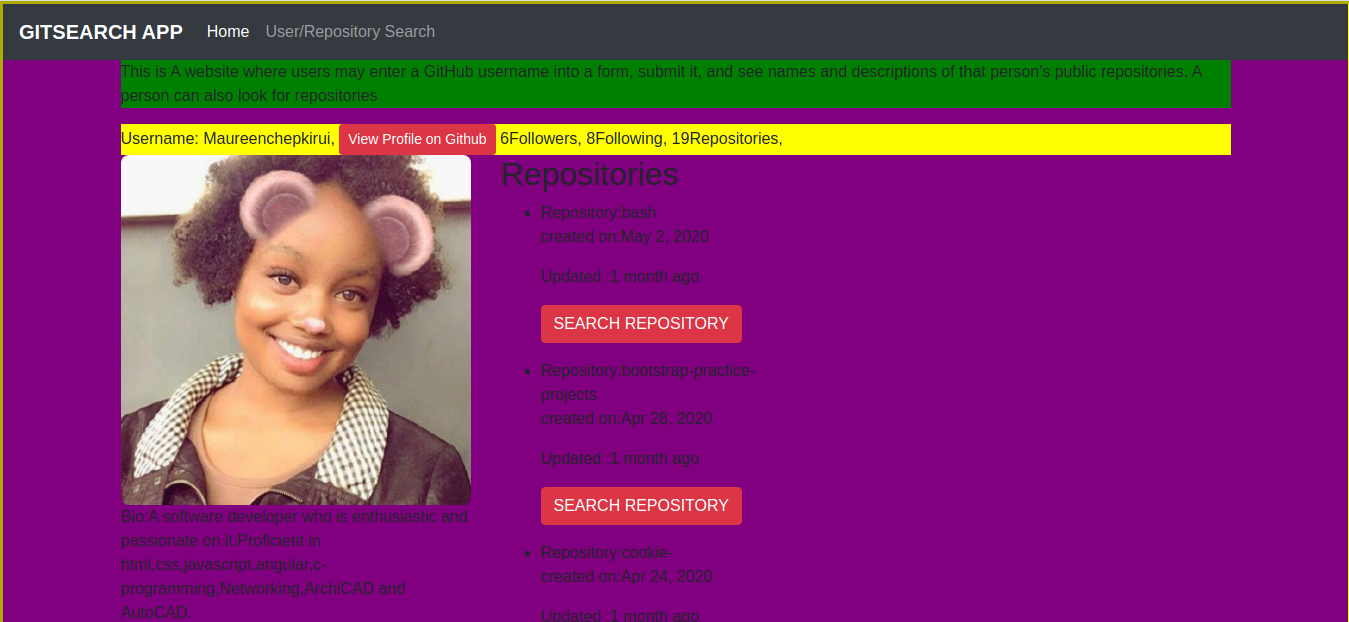 GITSEARCH APP Home User/Repository Search
This is A website where users may enter a GitHub username into a form, submit it, and see names and descriptions of that person's public repositories. A
person can also look for repositories
Username: Maureenchepkirui, View Profile on Github 6Followers, 8Following, 19Repositories,
Repositories
Repository:bash
created on:May 2, 2020
Updated :1 month ago
SEARCH REPOSITORY
Repository:bootstrap-practice-
projects
created on:Apr 28, 2020
Updated :1 month ago
SEARCH REPOSITORY
Repository:cookie-
created on:Apr 24, 2020
Updated :1 month ago
Bio:A software developer who is enthusiastic and
passionate on it.Proficient in
html,css,javascript,angular,c-
programming,Networking,ArchiCAD and
AutoCAD.